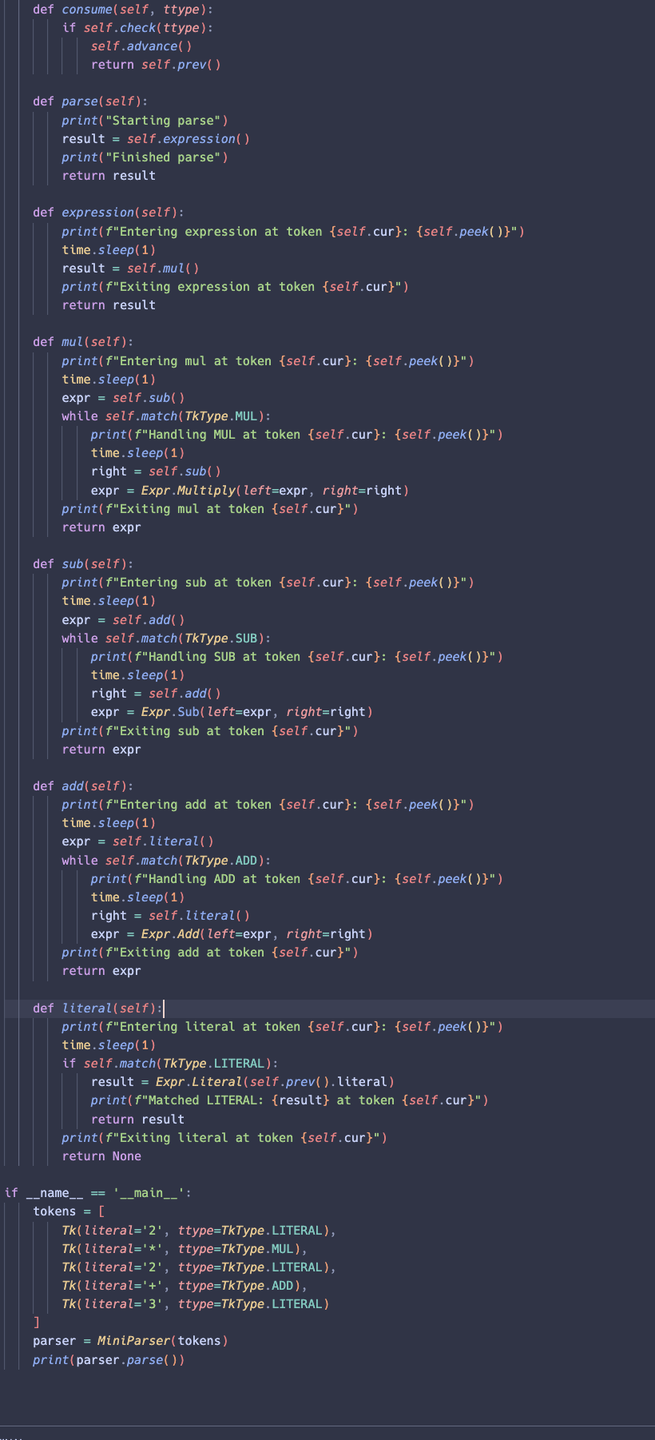 def consume(self, ttype):
if self.check(ttype):
self.advance()
return self.prev()
def parse(self):
print("Starting parse")
result = self.expression()
print("Finished parse")
return result
def expression(self):
print(f"Entering expression at token {self.cur}: {self.peek()}")
time.sleep(1)
result = self.mul()
print(f"Exiting expression at token {self.cur}")
return result
def mul(self):
print(f"Entering mul at token {self.cur}: {self.peek()}")
time.sleep(1)
expr = self.sub()
while self.match(TkType.MUL):
print(f"Handling MUL at token {self.cur}: {self.peek()}")
time.sleep(1)
right = self.sub()
expr = Expr.Multiply(left=expr, right=right)
print(f"Exiting mul at token {self.cur}")
return expr
def sub(self):
print(f"Entering sub at token {self.cur}: {self.peek()}")
time.sleep(1)
expr = self.add()
while self.match(TkType.SUB):
print(f"Handling SUB at token {self.cur}: {self.peek()}")
time.sleep(1)
right = self.add()
expr = Expr.Sub(left=expr, right=right)
print(f"Exiting sub at token {self.cur}")
return expr
def add(self):
print(f"Entering add at token {self.cur}: {self.peek()}")
time.sleep(1)
expr = self.literal()
while self.match(TkType.ADD):
print(f"Handling ADD at token {self.cur}: {self.peek()}")
time.sleep(1)
right = self.literal()
expr = Expr.Add(left=expr, right=right)
print(f"Exiting add at token {self.cur}")
return expr
def literal(self):
print(f"Entering literal at token {self.cur}: {self.peek()}")
time.sleep(1)
if self.match(TkType.LITERAL):
result = Expr.Literal(self.prev().literal)
print(f"Matched LITERAL: {result} at token {self.cur}")
return result
print(f"Exiting literal at token {self.cur}")
return None
if __name__ == '__main__':
tokens = [
Tk(literal='2', ttype=TkType.LITERAL),
Tk(literal='*', ttype=TkType.MUL),
Tk(literal='2', ttype=TkType.LITERAL),
Tk(literal='+', ttype=TkType.ADD),
Tk(literal='3', ttype=TkType.LITERAL)
]
parser = MiniParser(tokens)
print(parser.parse())